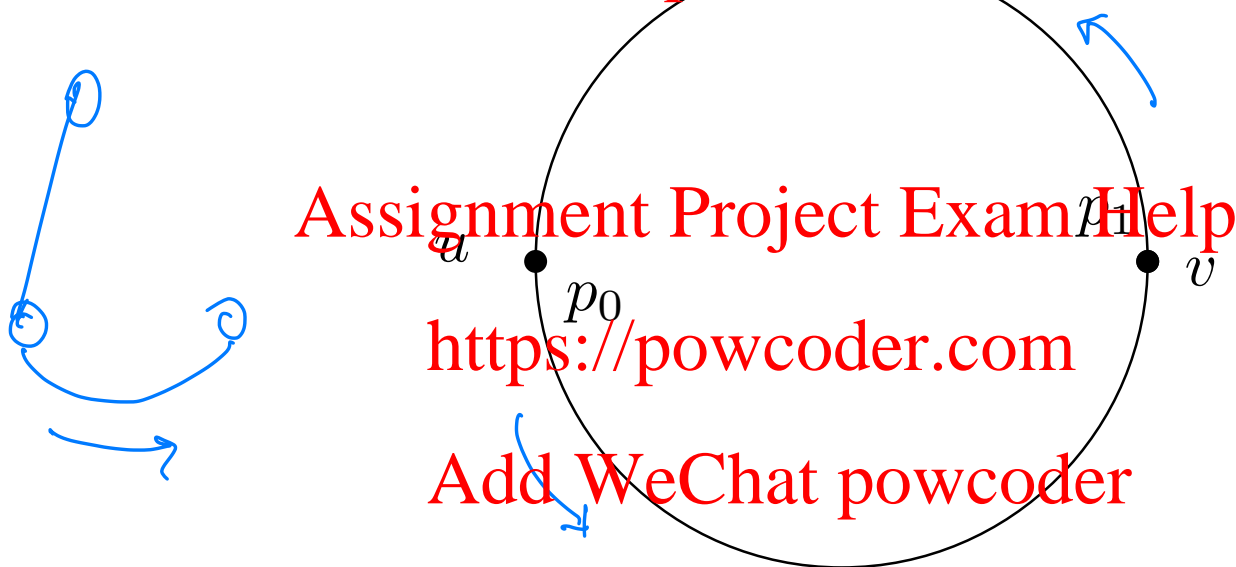 Assignment Project Exam Help
p1
u
v
p0
https://powcoder.com
Add WeChat powcoder